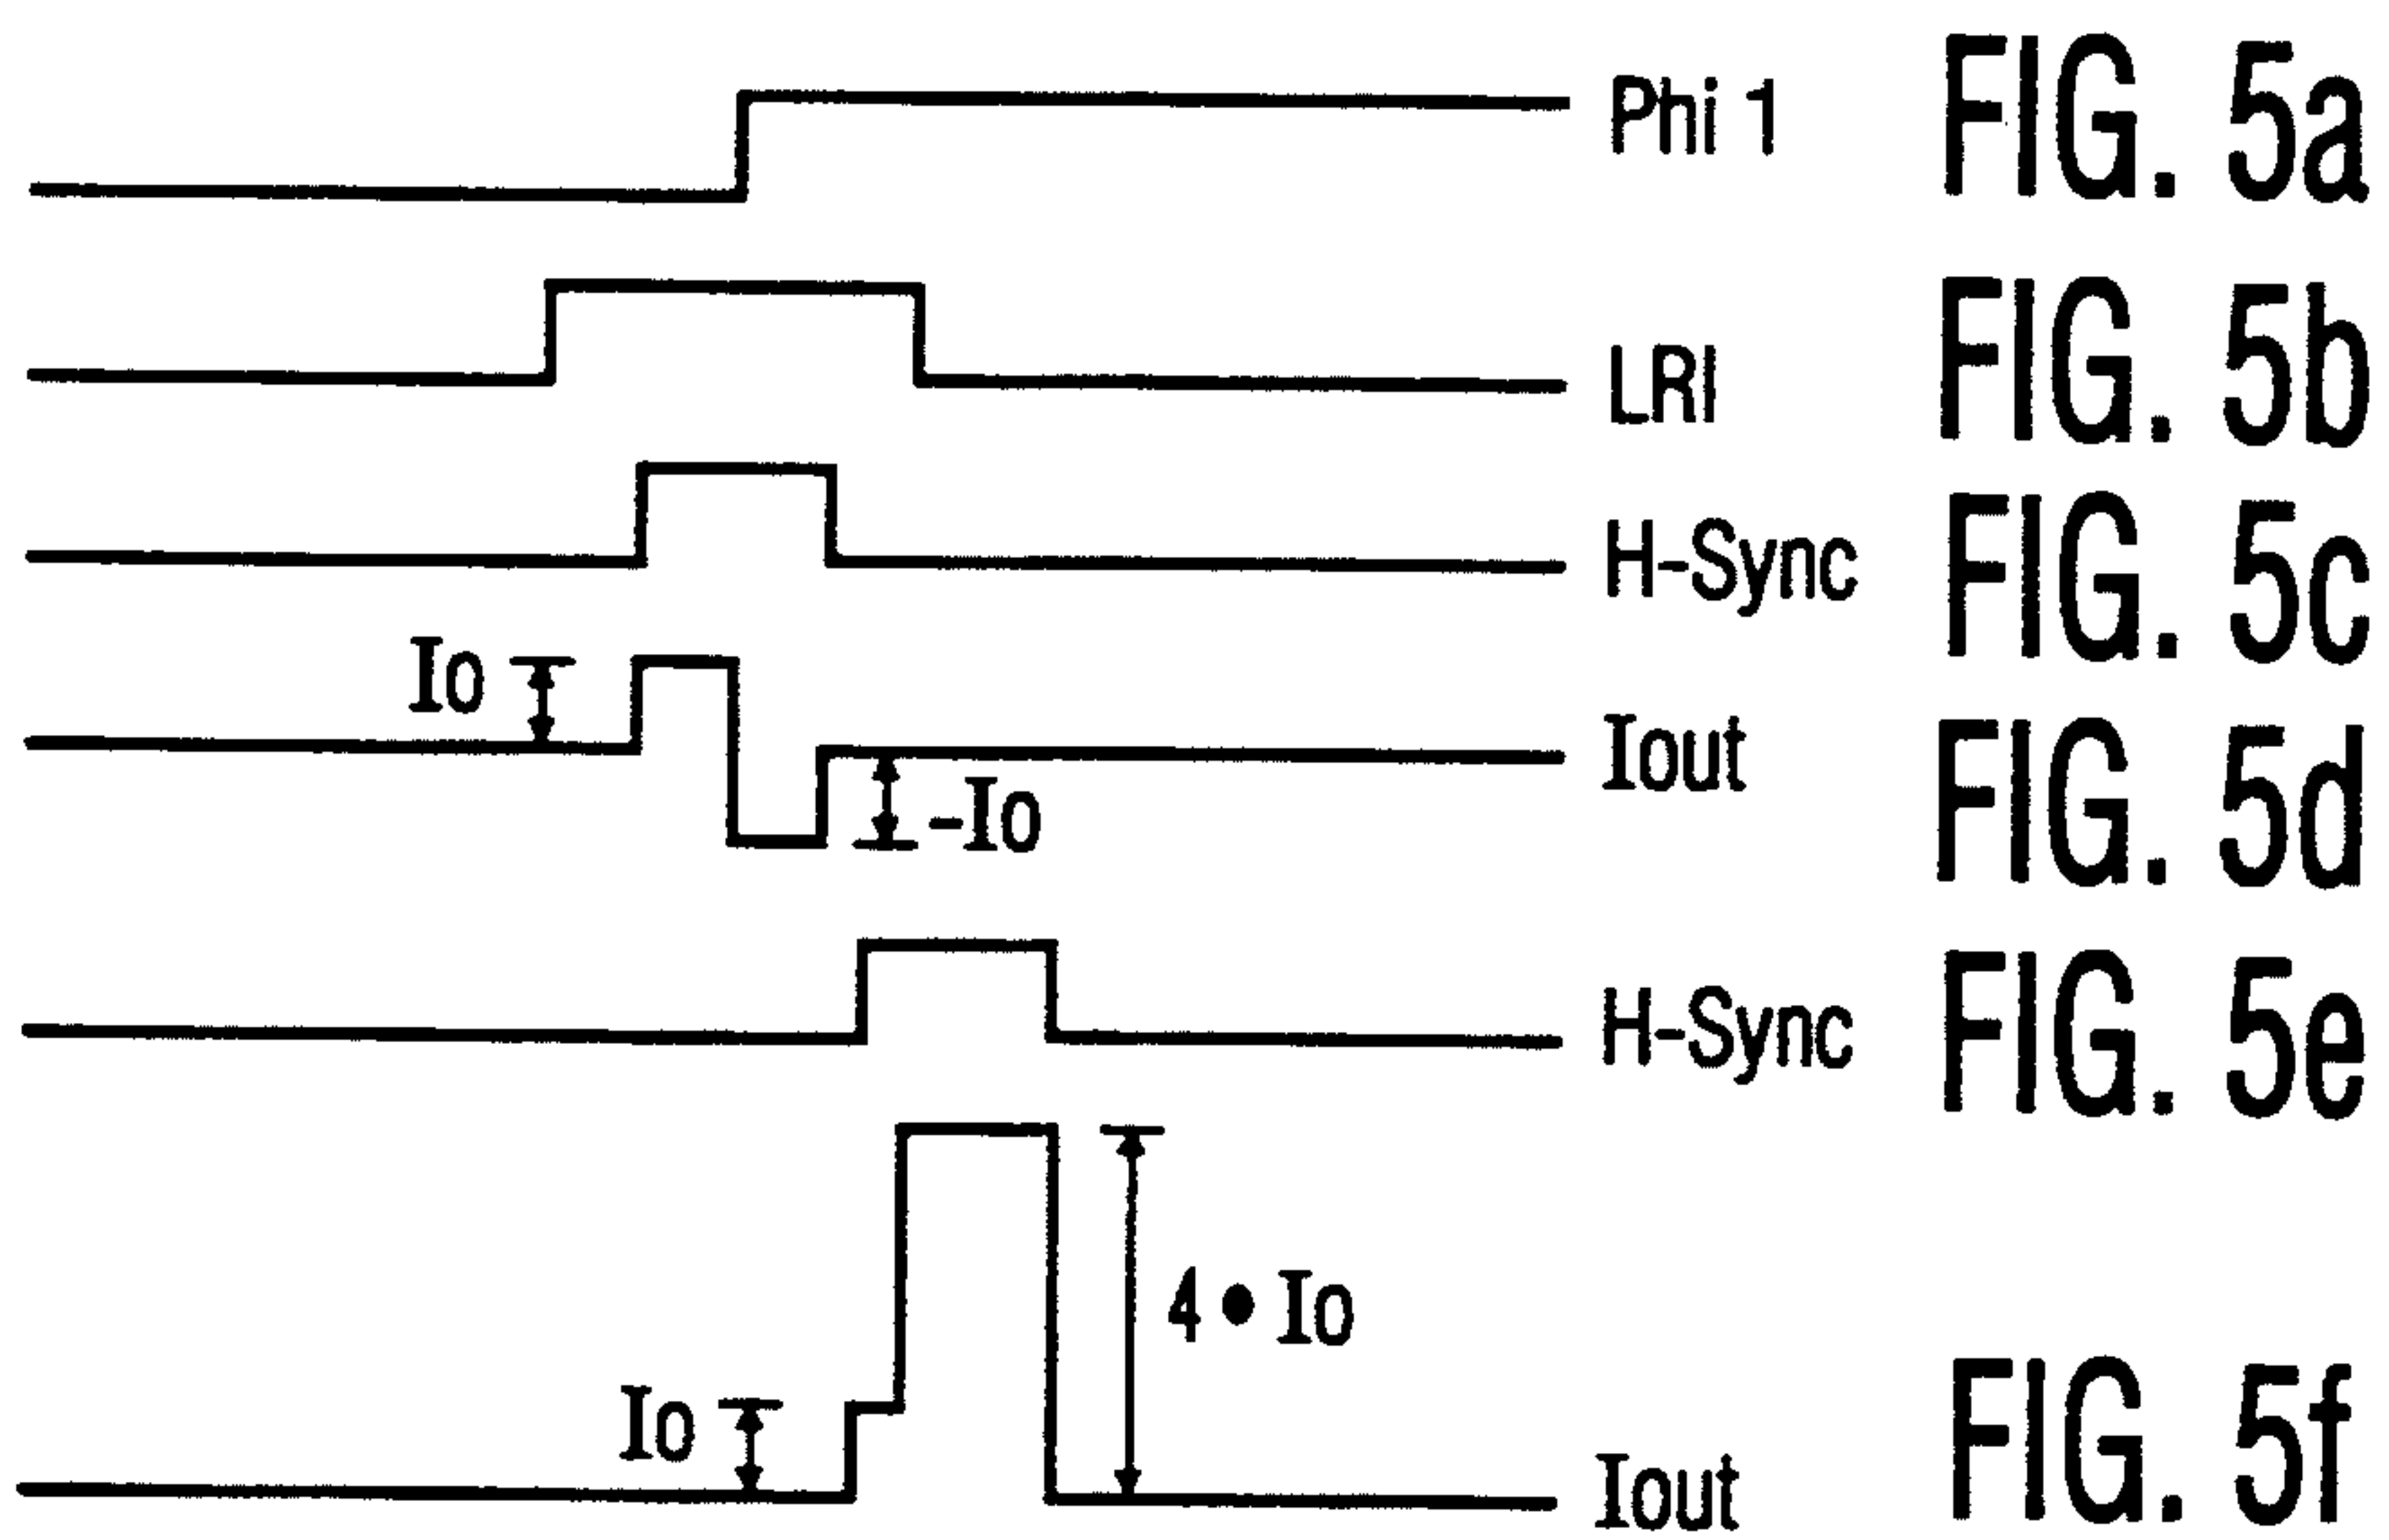 Phi 1 FIG. 5a
LRI FIG. 5b
H-Sync FIG. 5c
Io
Iout FIG. 5d
-Io
H-Sync FIG. 5e
4 • Io
Io
Iout FIG. 5f